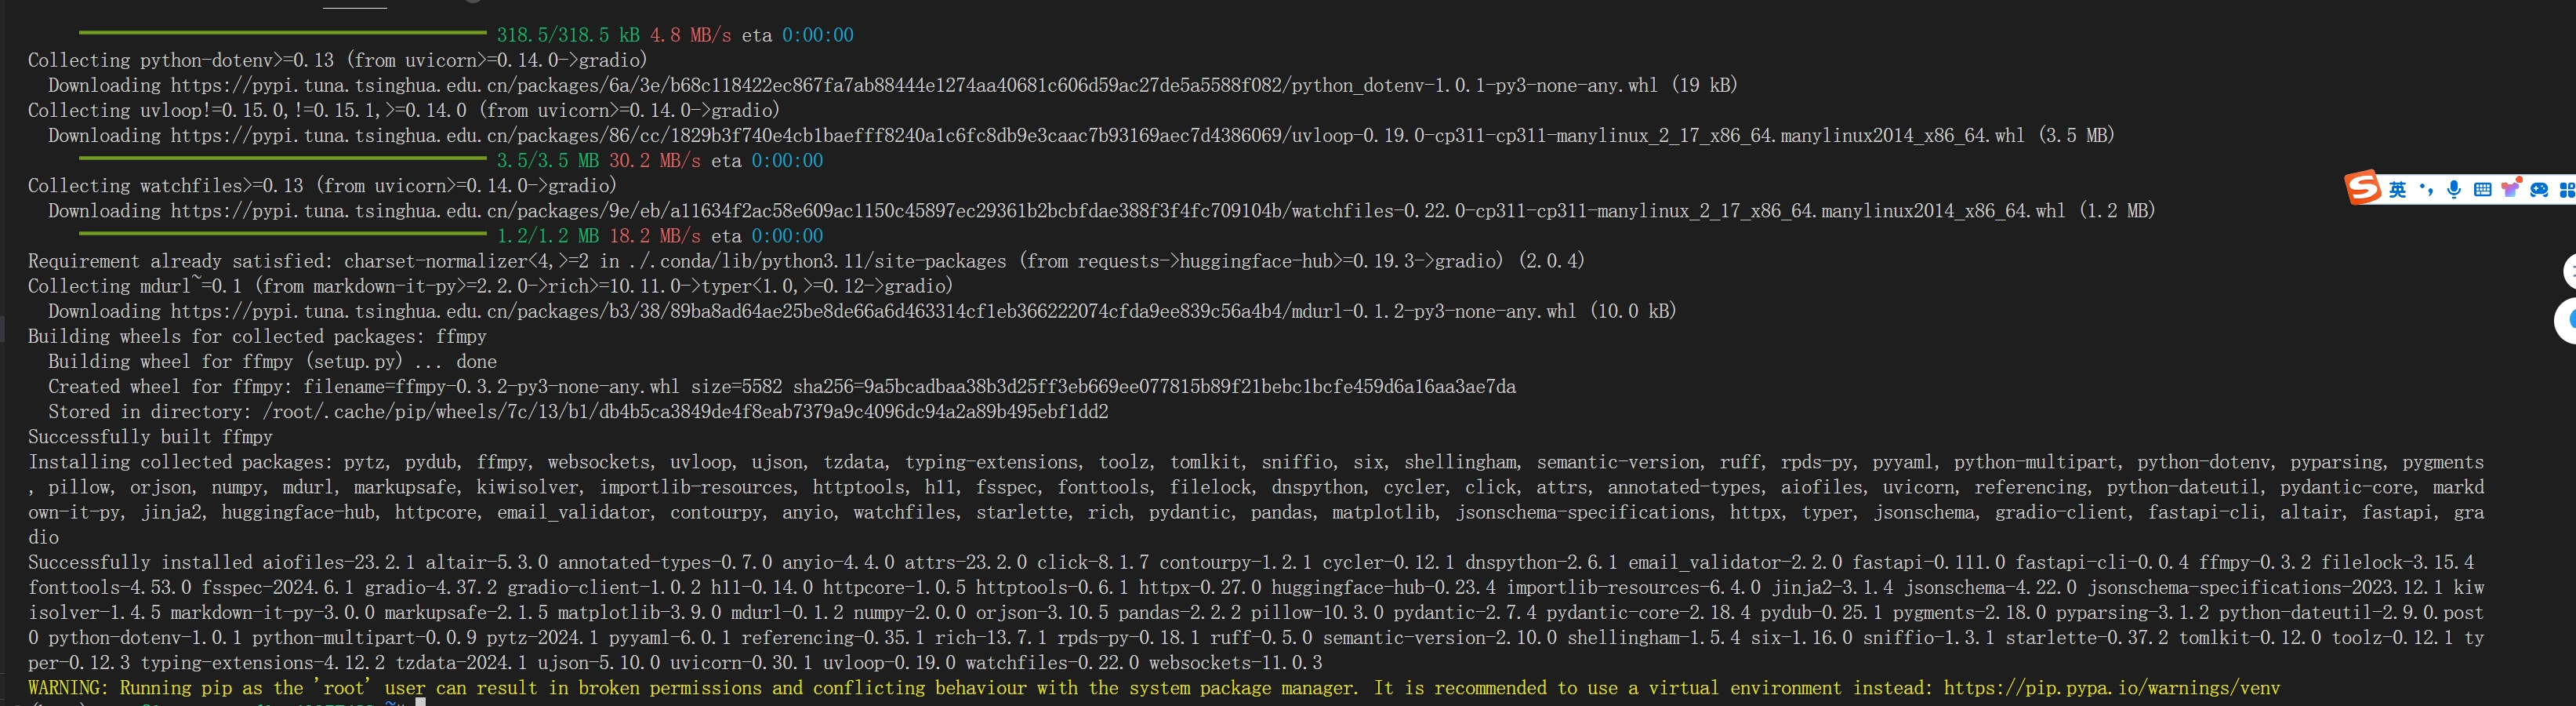 318.5/318.5 kB 4.8 MB/s eta 0:00:00
Collecting python-dotenv>=0.13 (from uvicorn>=0.14.0->gradio)
Downloading https://pypi.tuna.tsinghua.edu.cn/packages/6a/3e/b68c118422ec867fa7ab88444e1274aa40681c606d59ac27de5a5588f082/python_dotenv-1.0.1-py3-none-any.whl (19 kB)
Collecting uvloop!=0.15.0,!=0.15.1,>=0.14.0 (from uvicorn>=0.14.0->gradio)
Downloading https://pypi.tuna.tsinghua.edu.cn/packages/86/cc/1829b3f740e4cb1baefff8240a1c6fc8db9e3caac7b93169aec7d4386069/uvloop-0.19.0-cp311-cp311-manylinux_2_17_x86_64.manylinux2014_x86_64.whl (3.5 MB)
3.5/3.5 MB 30.2 MB/s eta 0:00:00
Collecting watchfiles>=0.13 (from uvicorn>=0.14.0->gradio)
英
Downloading https://pypi.tuna.tsinghua.edu.cn/packages/9e/eb/a11634f2ac58e609ac1150c45897ec29361b2bcbfdae388f3f4fc709104b/watchfiles-0.22.0-cp311-cp311-manylinux_2_17_x86_64.manylinux2014_x86_64.whl (1.2 MB)
1.2/1.2 MB 18.2 MB/s eta 0:00:00
Requirement already satisfied: charset-normalizer<4,>=2 in ./.conda/lib/python3.11/site-packages (from requests->huggingface-hub>=0.19.3->gradio) (2.0.4)
Collecting mdurl~=0.1 (from markdown-it-py>=2.2.0->rich>=10.11.0->typer<1.0,>=0.12->gradio)
Downloading https://pypi.tuna.tsinghua.edu.cn/packages/b3/38/89ba8ad64ae25be8de66a6d463314cf1eb366222074cfda9ee839c56a4b4/mdurl-0.1.2-py3-none-any.whl (10.0 kB)
Building wheels for collected packages: ffmpy
Building wheel for ffmpy (setup.py) ... done
Created wheel for ffmpy: filename=ffmpy-0.3.2-py3-none-any.whl size=5582 sha256=9a5bcadbaa38b3d25ff3eb669ee077815b89f21bebc1bcfe459d6a16aa3ae7da
Stored in directory: /root/.cache/pip/wheels/7c/13/b1/db4b5ca3849de4f8eab7379a9c4096dc94a2a89b495ebf1dd2
Successfully built ffmpy
Installing collected packages: pytz, pydub, ffmpy, websockets, uvloop, ujson, tzdata, typing-extensions, toolz, tomlkit, sniffio, six, shellingham, semantic-version, ruff, rpds-py, pyyaml, python-multipart, python-dotenv, pyparsing, pygments
, pillow, orjson, numpy, mdurl, markupsafe, kiwisolver, importlib-resources, httptools, h11, fsspec, fonttools, filelock, dnspython, cycler, click, attrs, annotated-types, aiofiles, uvicorn, referencing, python-dateutil, pydantic-core, markd
own-it-py, jinja2, huggingface-hub, httpcore, email_validator, contourpy, anyio, watchfiles, starlette, rich, pydantic, pandas, matplotlib, jsonschema-specifications, httpx, typer, jsonschema, gradio-client, fastapi-cli, altair, fastapi, gra
dio
Successfully installed aiofiles-23.2.1 altair-5.3.0 annotated-types-0.7.0 anyio-4.4.0 attrs-23.2.0 click-8.1.7 contourpy-1.2.1 cycler-0.12.1 dnspython-2.6.1 email_validator-2.2.0 fastapi-0.111.0 fastapi-cli-0.0.4 ffmpy-0.3.2 filelock-3.15.4
fonttools-4.53.0 fsspec-2024.6.1 gradio-4.37.2 gradio-client-1.0.2 h11-0.14.0 httpcore-1.0.5 httptools-0.6.1 httpx-0.27.0 huggingface-hub-0.23.4 importlib-resources-6.4.0 jinja2-3.1.4 jsonschema-4.22.0 jsonschema-specifications-2023.12.1 kiw
isolver-1.4.5 markdown-it-py-3.0.0 markupsafe-2.1.5 matplotlib-3.9.0 mdurl-0.1.2 numpy-2.0.0 orjson-3.10.5 pandas-2.2.2 pillow-10.3.0 pydantic-2.7.4 pydantic-core-2.18.4 pydub-0.25.1 pygments-2.18.0 pyparsing-3.1.2 python-dateutil-2.9.0.post
0 python-dotenv-1.0.1 python-multipart-0.0.9 pytz-2024.1 pyyaml-6.0.1 referencing-0.35.1 rich-13.7.1 rpds-py-0.18.1 ruff-0.5.0 semantic-version-2.10.0 shellingham-1.5.4 six-1.16.0 sniffio-1.3.1 starlette-0.37.2 tomlkit-0.12.0 toolz-0.12.1 ty
per-0.12.3 typing-extensions-4.12.2 tzdata-2024.1 ujson-5.10.0 uvicorn-0.30.1 uvloop-0.19.0 watchfiles-0.22.0 websockets-11.0.3
WARNING: Running pip as the 'root' user can result in broken permissions and conflicting behaviour with the system package manager. It is recommended to use a virtual environment instead: https://pip.pypa.io/warnings/venv